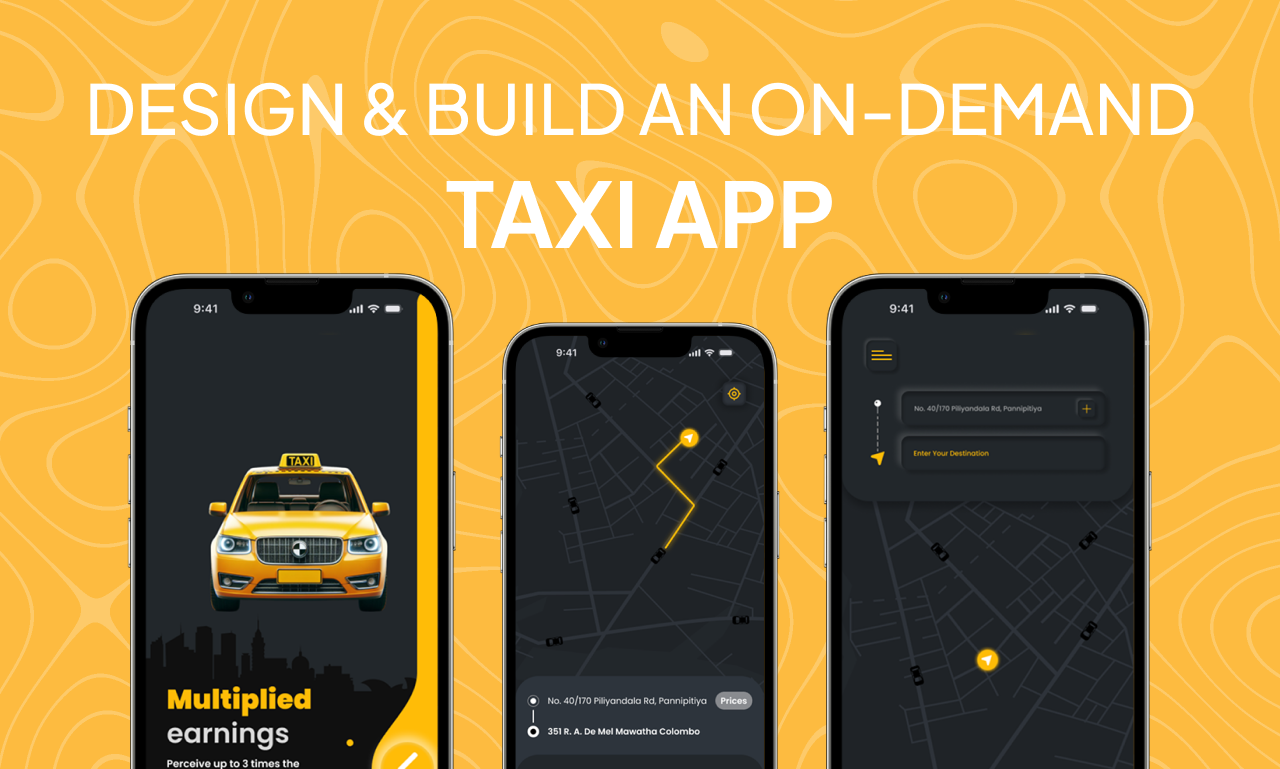 DESIGN & BUILD AN ON-DEMAND
TAXI APP
9:41
TAXI
Multiplied
earnings
Perceive up to 3 times the
9:41
No. 40/170 Piliyandala Rd, Pannipitiya
Prices
351 R. A. De Mel Mawatha Colombo
9:41
No. 40/170 Piliyandala Rd, Pannipitiya
Enter Your Destination